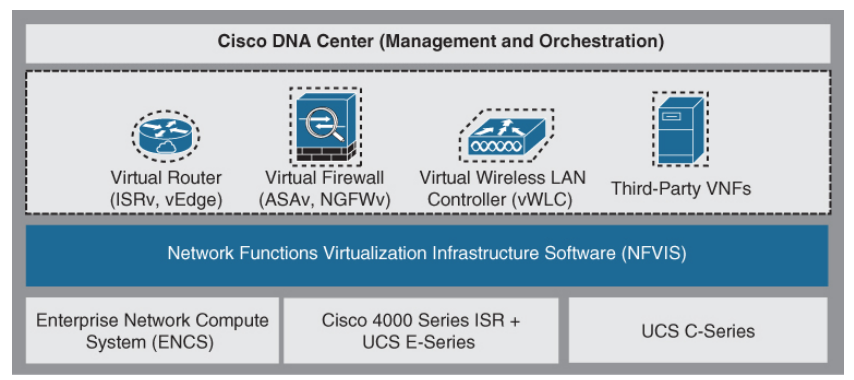 Cisco DNA Center (Management and Orchestration)
Virtual Router
(ISRv, vEdge)
Virtual Firewall
(ASAv, NGFWv)
Virtual Wireless LAN
Controller (vWLC)
Third-Party VNFs
Network Functions Virtualization Infrastructure Software (NFVIS)
Enterprise Network Compute
System (ENCS)
Cisco 4000 Series ISR +
UCS E-Series
UCS C-Series